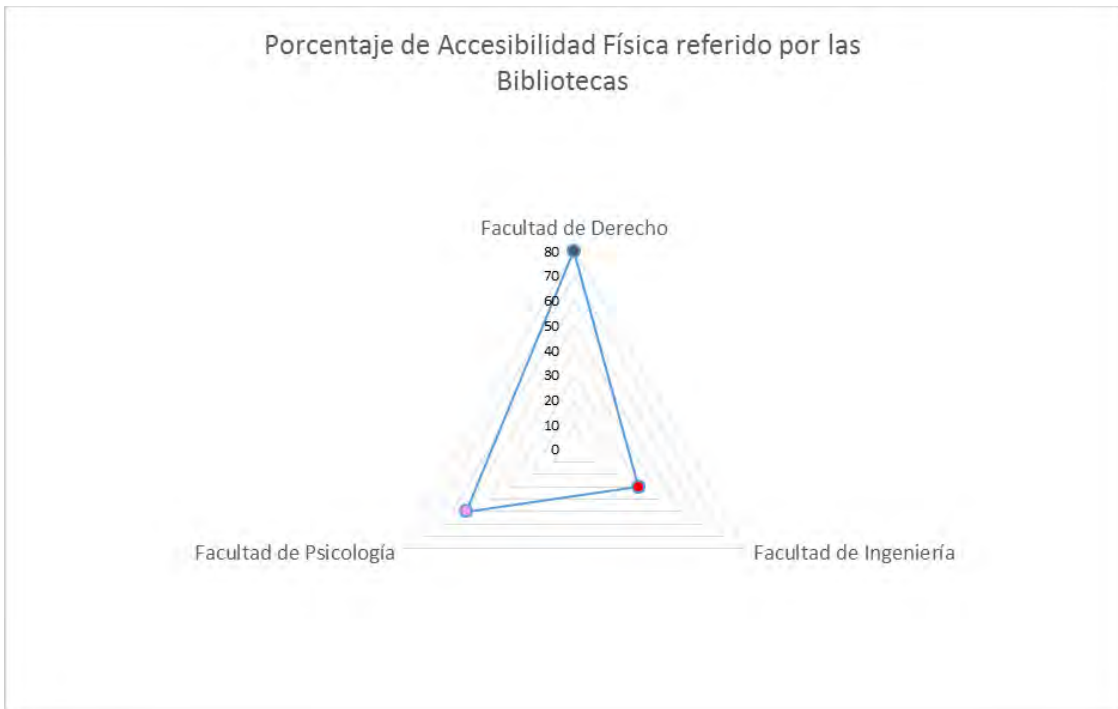 Porcentaje de Accesibilidad Física referido por las
Bibliotecas
Facultad de Derecho
80
70
60
50
40
30
20
10
0
Facultad de Psicología
Facultad de Ingeniería